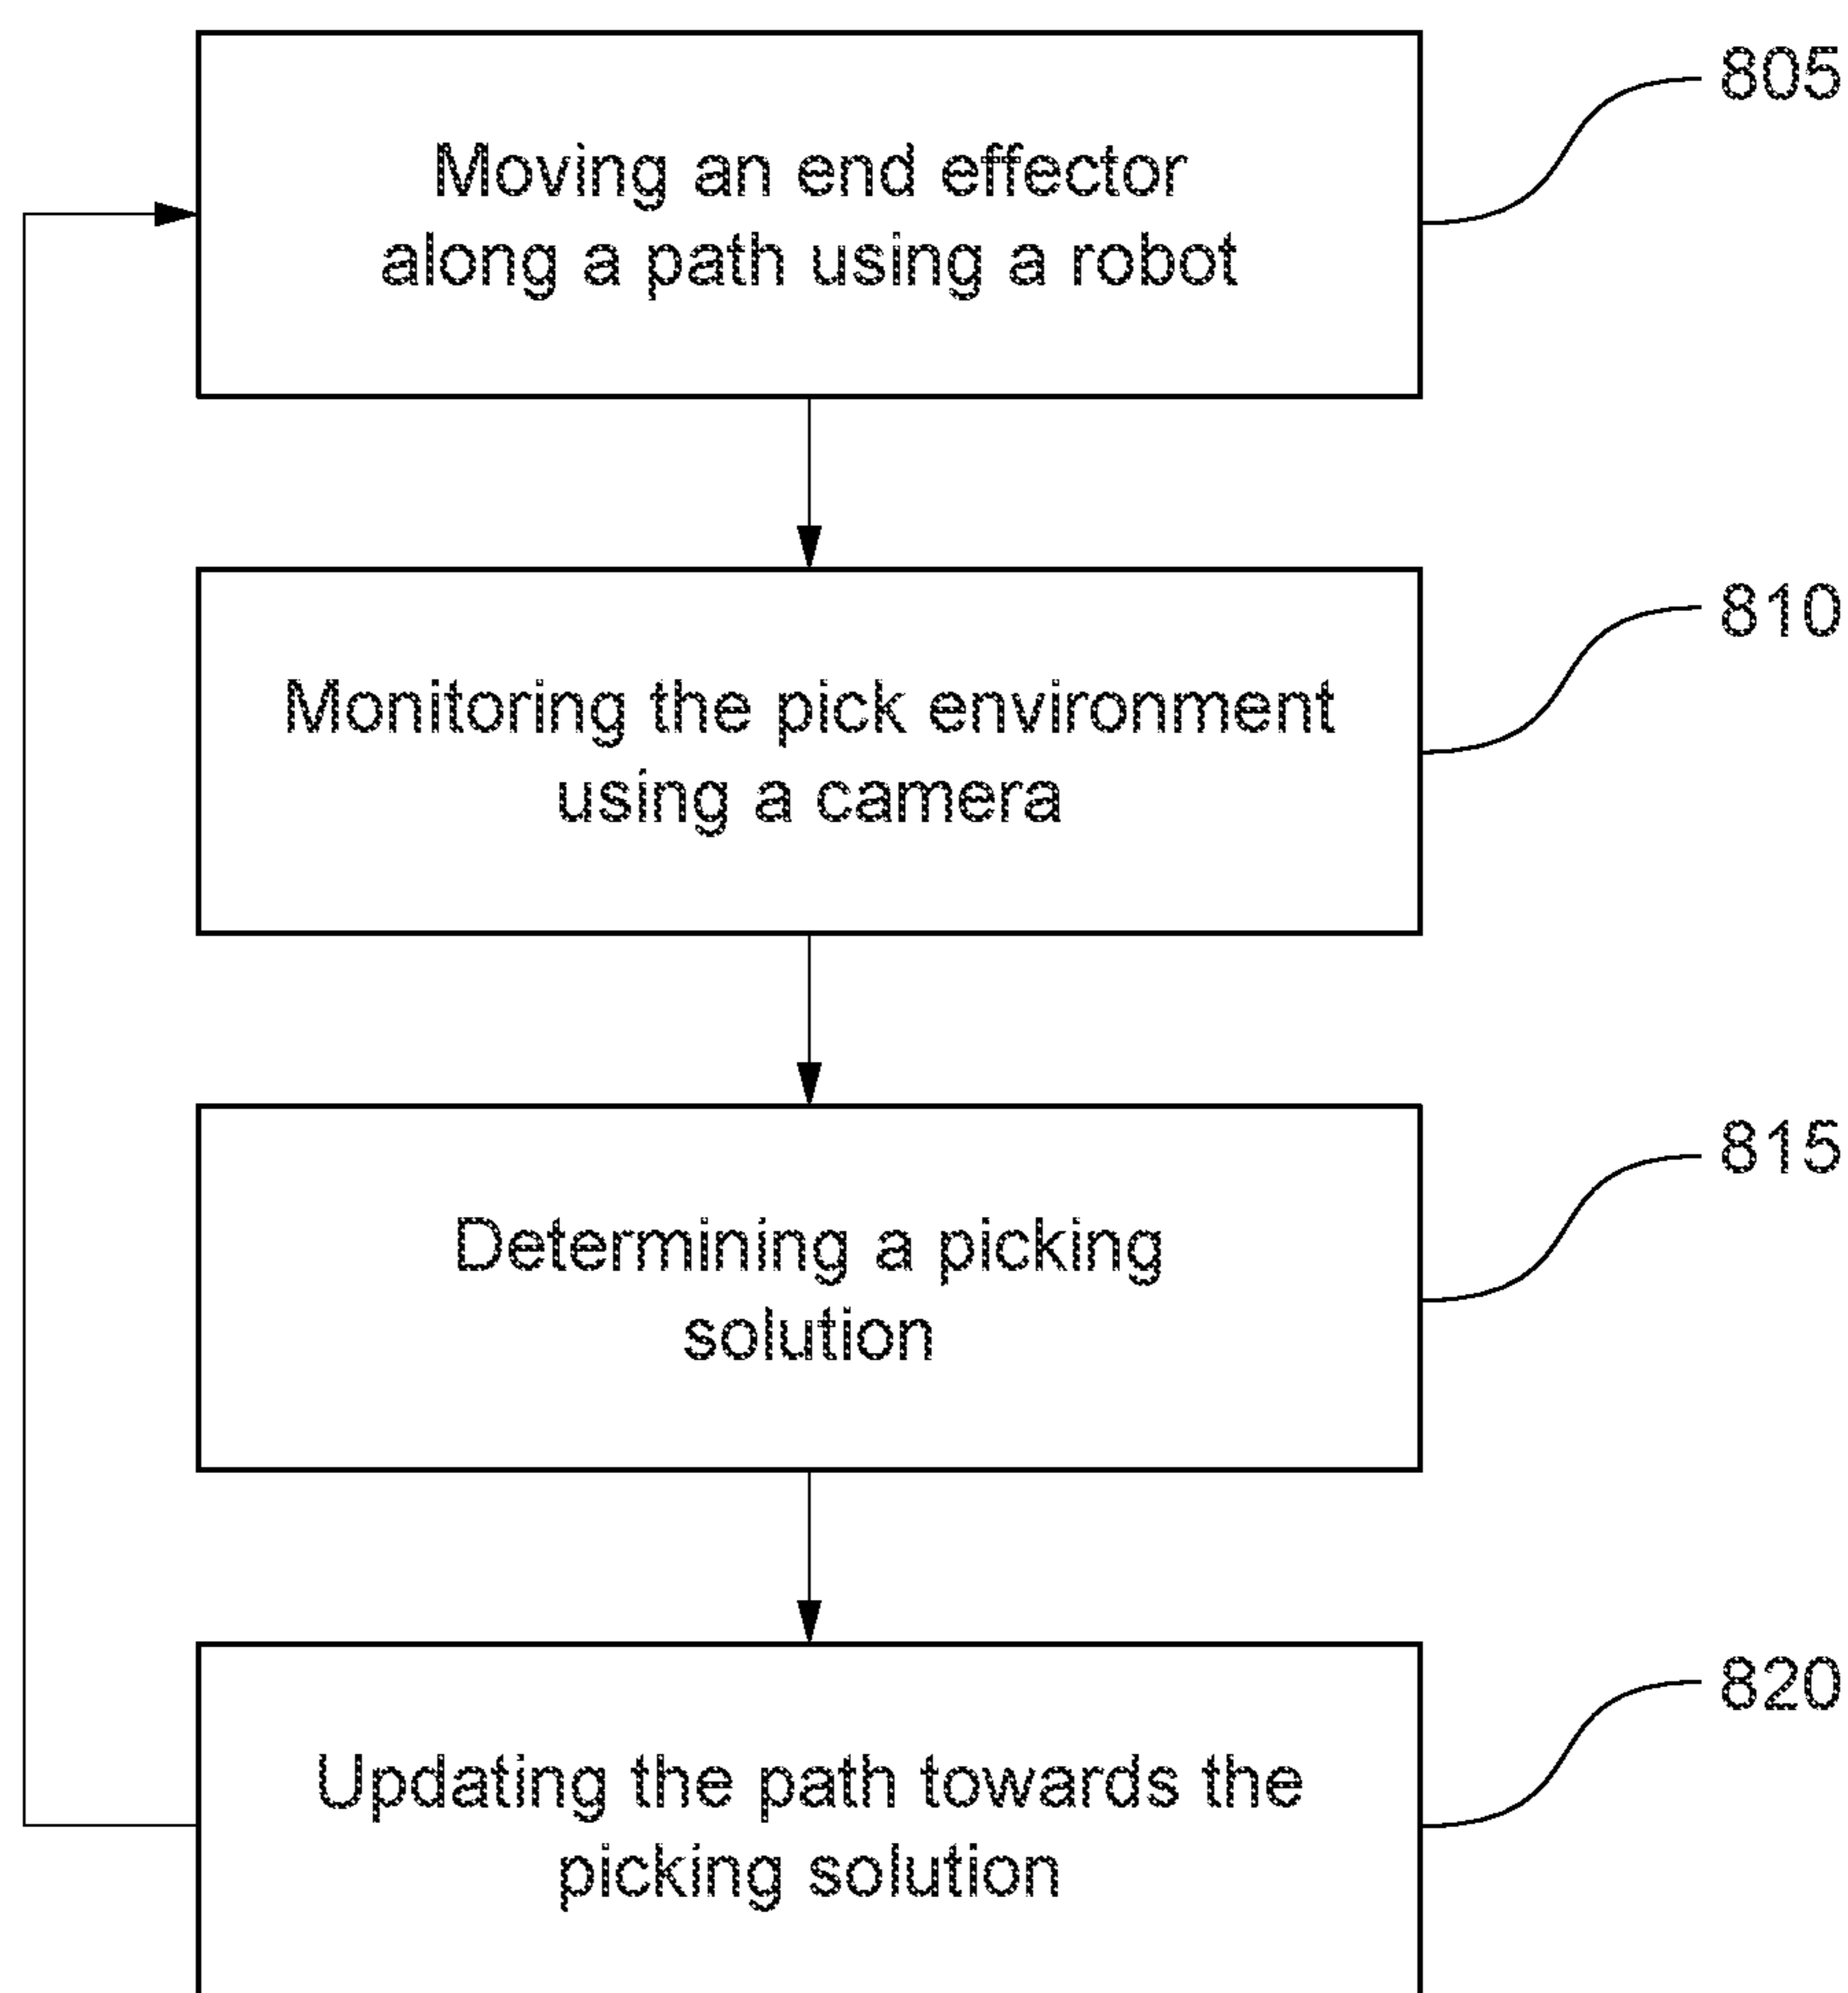 805
Moving an end effector
along a path using a robot
810
Monitoring the pick environment
using a camera
815
Determining a picking
solution
820
Updating the path towards the
picking solution